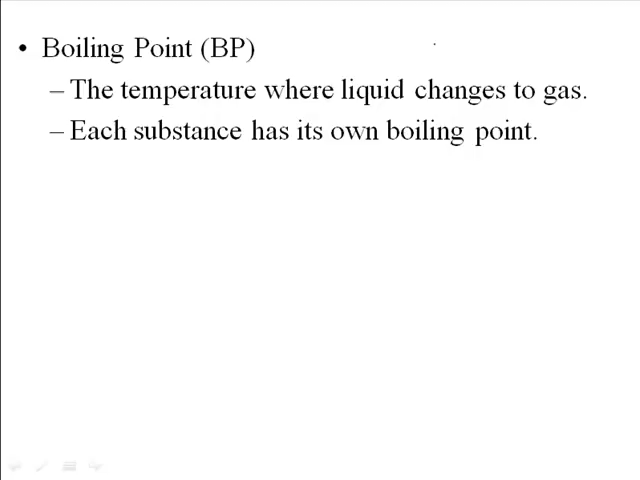 • Boiling Point (BP)
– The temperature where liquid changes to gas.
– Each substance has its own boiling point.